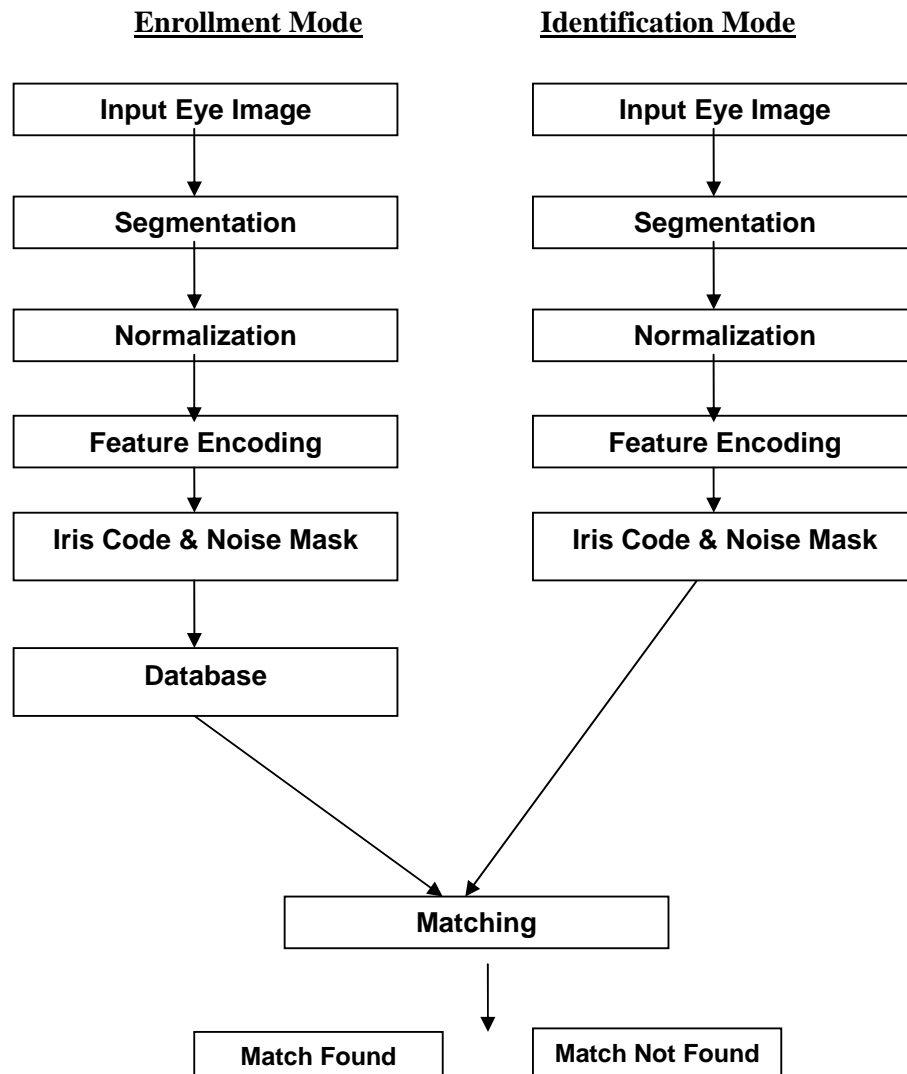 Enrollment Mode
Identification Mode
Input Eye Image
Input Eye Image
Segmentation
Segmentation
Normalization
Normalization
Feature Encoding
Feature Encoding
Iris Code & Noise Mask
Iris Code & Noise Mask
Database
Matching
Match Found
Match Not Found